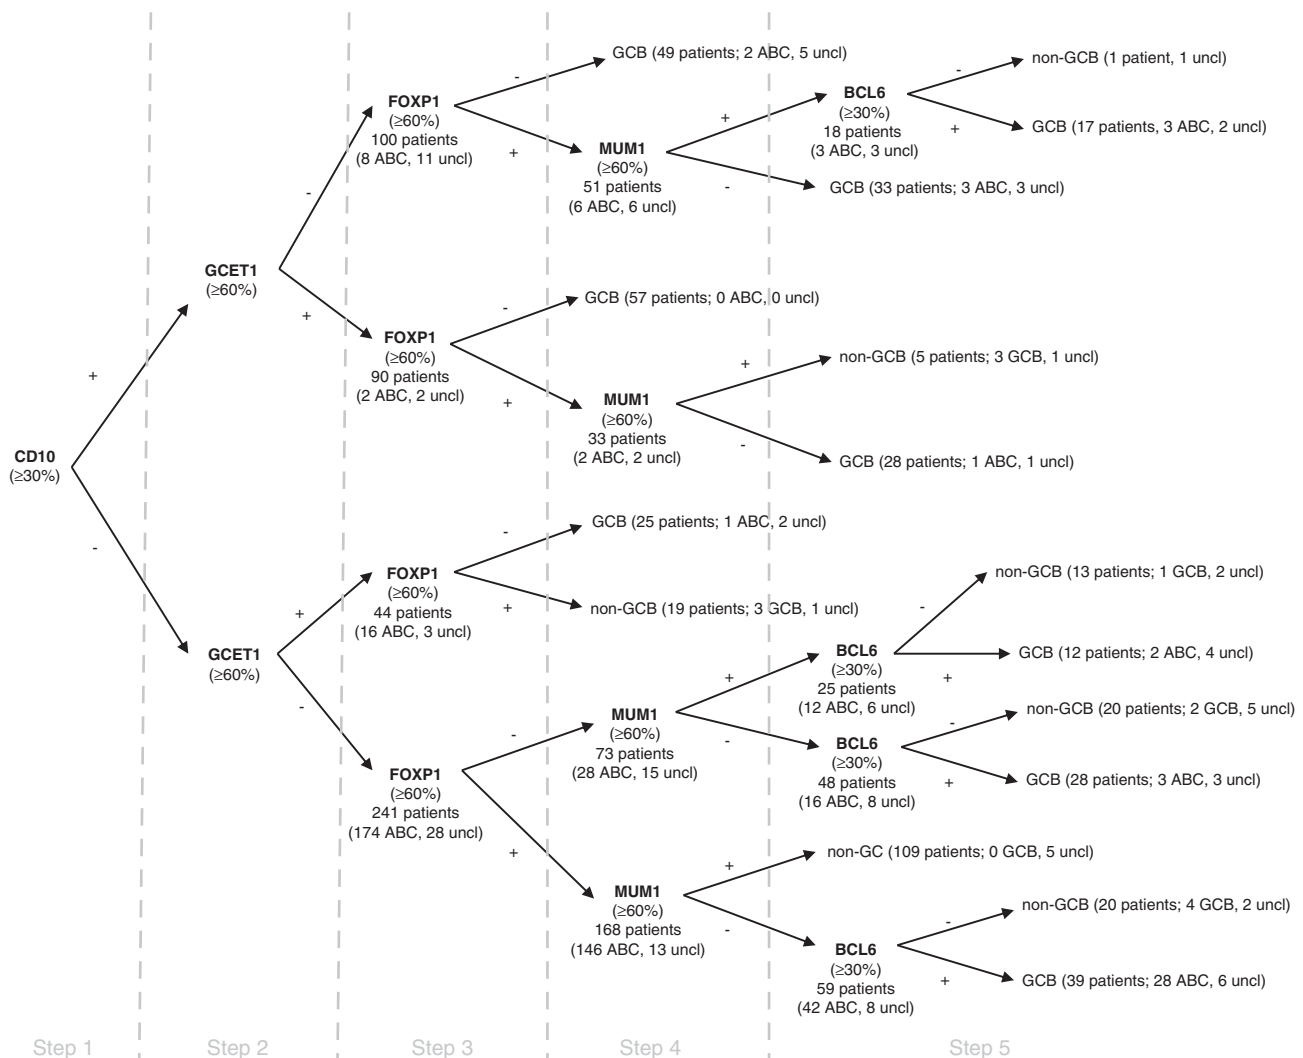 GCB (49 patients; 2 ABC, 5 uncl)
non-GCB (1 patient, 1 uncl)
-
-
BCL6
(≥30%)
18 patients
(3 ABC, 3 uncl)
FOXP1
(≥60%)
100 patients
(8 ABC, 11 uncl)
+
+
GCB (17 patients, 3 ABC, 2 uncl)
MUM1
(≥60%)
51 patients
(6 ABC, 6 uncl)
+
-
GCB (33 patients; 3 ABC, 3 uncl)
-
GCET1
(≥60%)
+
GCB (57 patients; 0 ABC, 0 uncl)
-
FOXP1
(≥60%)
90 patients
(2 ABC, 2 uncl)
+
non-GCB (5 patients; 3 GCB, 1 uncl)
+
MUM1
(≥60%)
33 patients
(2 ABC, 2 uncl)
-
GCB (28 patients; 1 ABC, 1 uncl)
+
CD10
(≥30%)
-
GCB (25 patients; 1 ABC, 2 uncl)
-
FOXP1
(≥60%)
44 patients
(16 ABC, 3 uncl)
+
non-GCB (19 patients; 3 GCB, 1 uncl)
+
GCET1
(≥60%)
-
non-GCB (13 patients; 1 GCB, 2 uncl)
-
BCL6
(≥30%)
25 patients
(12 ABC, 6 uncl)
GCB (12 patients; 2 ABC, 4 uncl)
+
+
MUM1
(≥60%)
73 patients
(28 ABC, 15 uncl)
-
-
non-GCB (20 patients; 2 GCB, 5 uncl)
-
BCL6
(≥30%)
48 patients
(16 ABC, 8 uncl)
+
GCB (28 patients; 3 ABC, 3 uncl)
FOXP1
(≥60%)
241 patients
(174 ABC, 28 uncl)
+
non-GC (109 patients; 0 GCB, 5 uncl)
+
MUM1
(≥60%)
168 patients
(146 ABC, 13 uncl)
-
non-GCB (20 patients; 4 GCB, 2 uncl)
-
BCL6
(≥30%)
59 patients
(42 ABC, 8 uncl)
+
GCB (39 patients; 28 ABC, 6 uncl)
Step 1
Step 2
Step 3
Step 4
Step 5